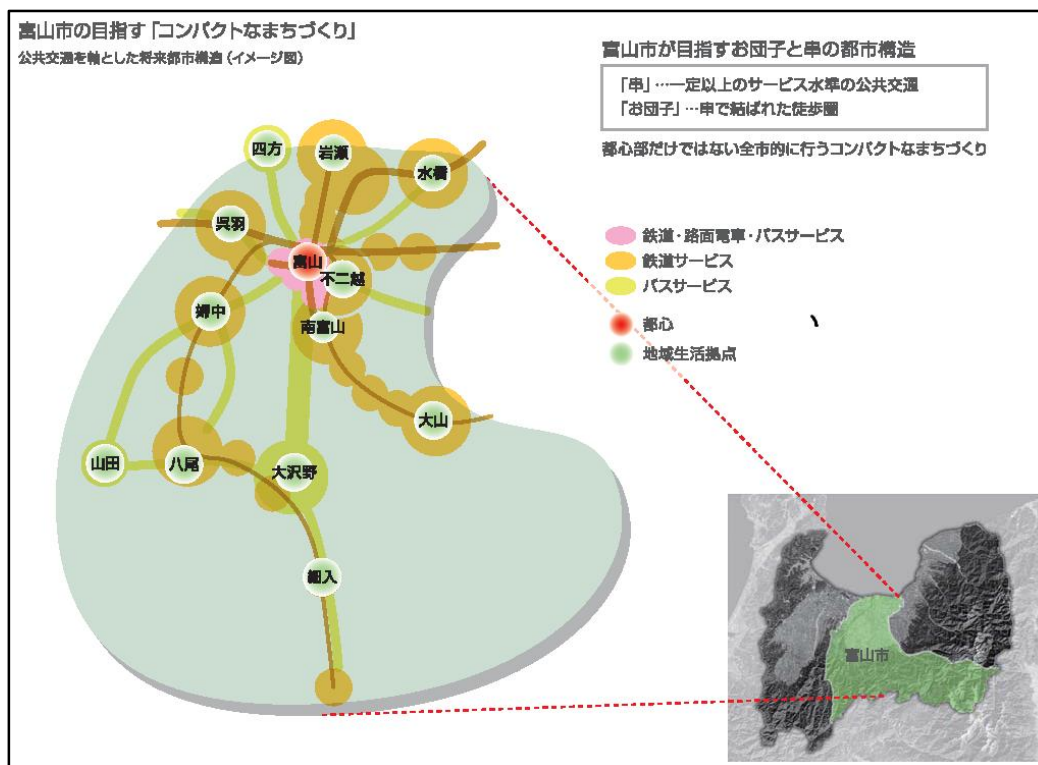 富山市の目指す「コンパクトなまちづくり」
公共交通を軸とした将来都市構造(イメージ図)
富山市が目指すお団子と串の都市構造
「串」…一定以上のサービス水準の公共交通
「お団子」…串で結ばれた徒歩圏
都心部だけではない全市的に行うコンパクトなまちづくり
四方
岩瀬
水橋
呉羽
富山
不二越
婦中
南富山
大山
山田
八尾
大沢野
細入
鉄道・路面電車・バスサービス
鉄道サービス
バスサービス
都心
地域生活拠点
富山市